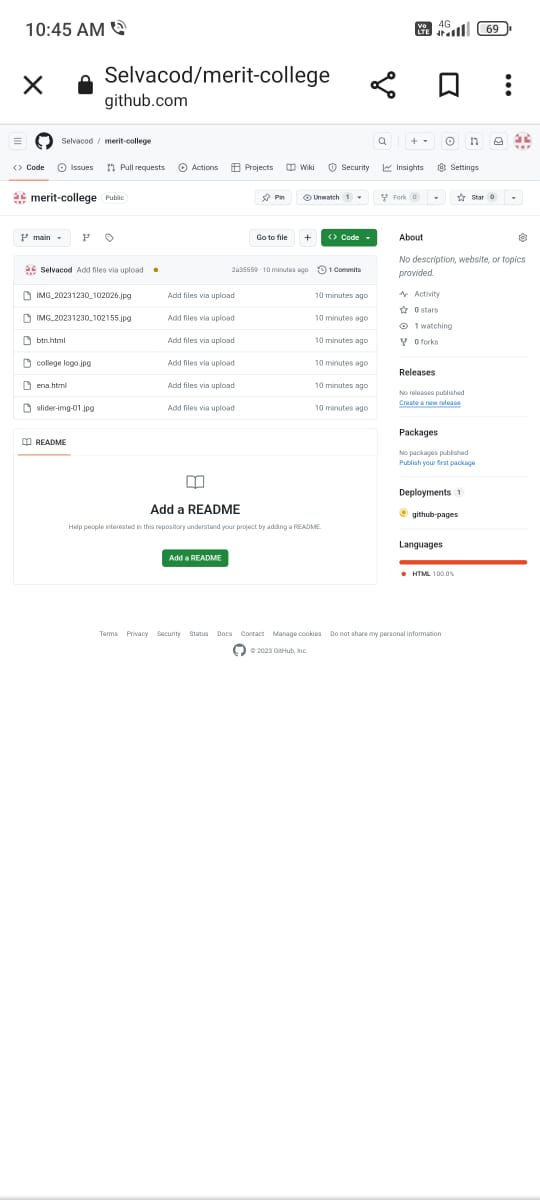 10:45 AM
Vo LTE 4G 69
Selvacod/merit-college
github.com
Selvacod / merit-college
Code Issues Pull requests Actions Projects Wiki Security Insights Settings
merit-college Public Pin Unwatch 1 Fork 0 Star 0
main Go to file + Code
Selvacod Add files via upload 2a35559 · 10 minutes ago 1 Commits
IMG_20231230_102026.jpg Add files via upload 10 minutes ago
IMG_20231230_102155.jpg Add files via upload 10 minutes ago
btn.html Add files via upload 10 minutes ago
college logo.jpg Add files via upload 10 minutes ago
ena.html Add files via upload 10 minutes ago
slider-img-01.jpg Add files via upload 10 minutes ago
README
Add a README
Help people interested in this repository understand your project by adding a README.
Add a README
About
No description, website, or topics
provided.
Activity
0 stars
1 watching
0 forks
Releases
No releases published
Create a new release
Packages
No packages published
Publish your first package
Deployments 1
github-pages
Languages
HTML 100.0%
Terms Privacy Security Status Docs Contact Manage cookies Do not share my personal information
© 2023 GitHub, Inc.